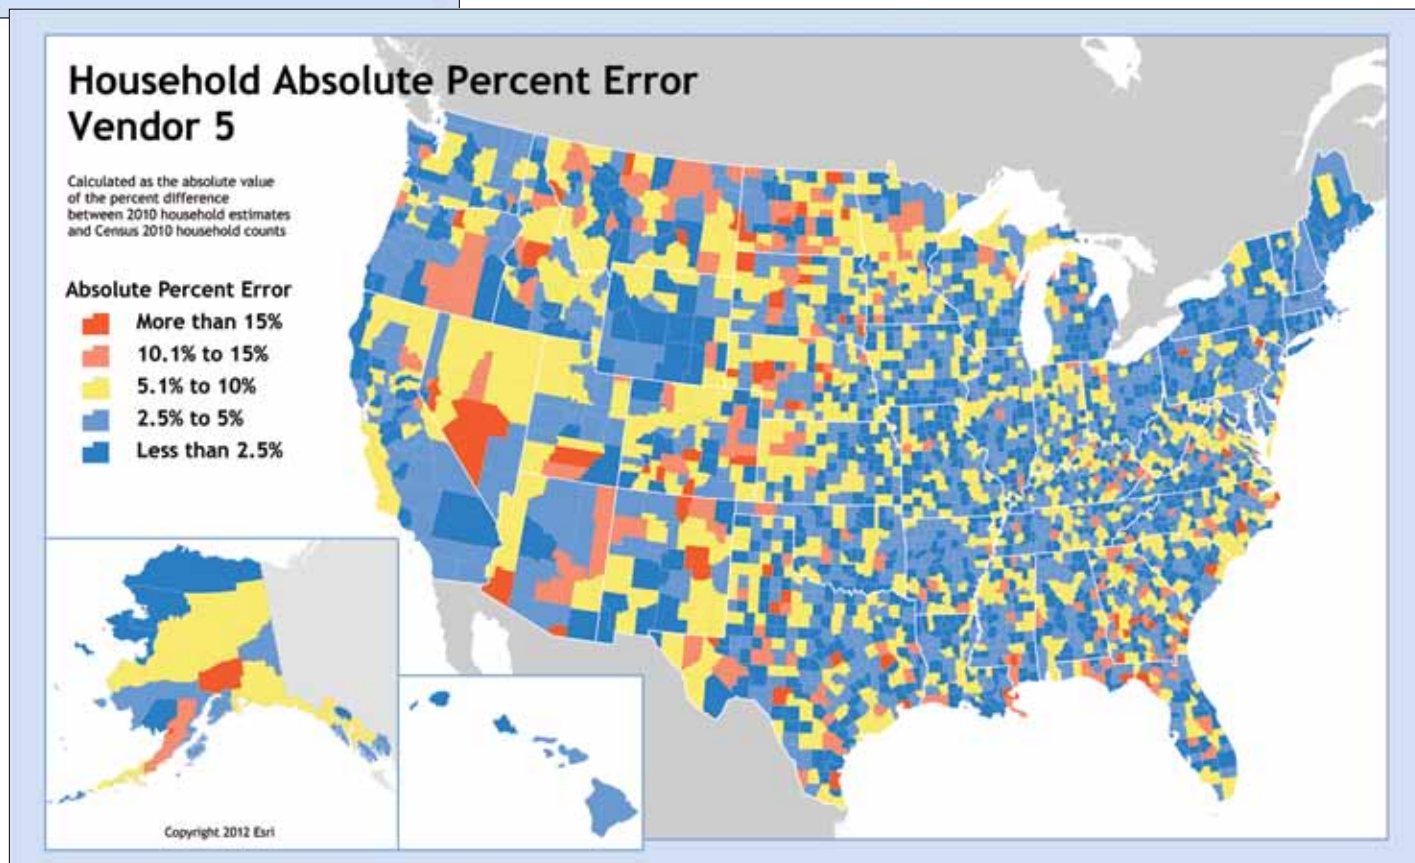 Household Absolute Percent Error
Vendor 5
Calculated as the absolute value
of the percent difference
between 2010 household estimates
and Census 2010 household counts
Absolute Percent Error
More than 15%
10.1% to 15%
5.1% to 10%
2.5% to 5%
Less than 2.5%
Copyright 2012 Esri